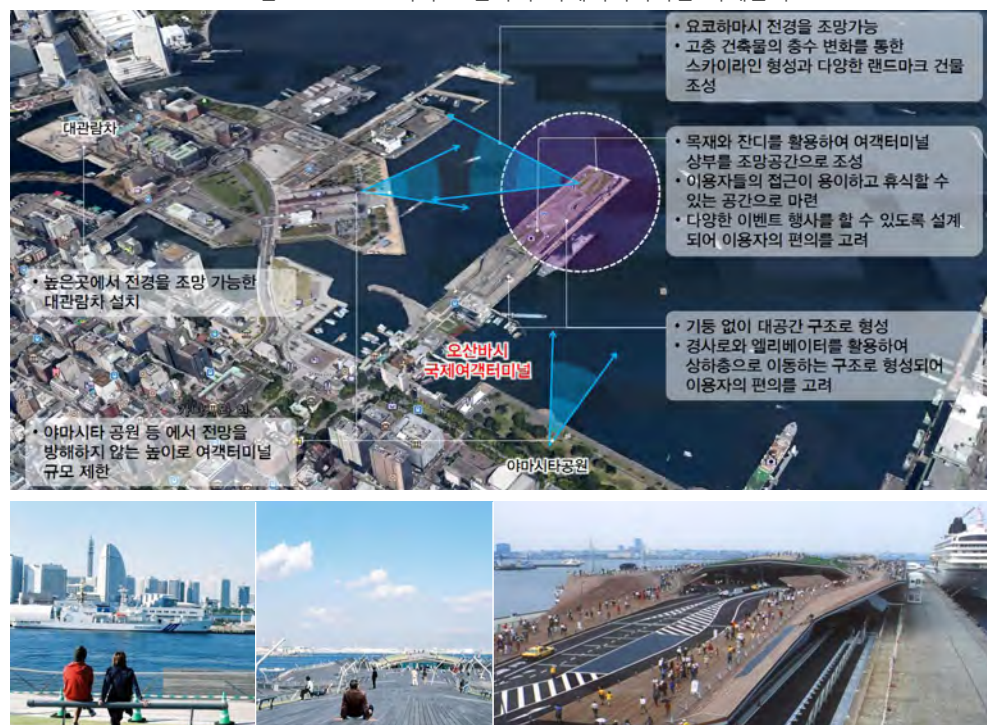 • 요코하마시 전경을 조망가능
• 고층 건축물의 층수 변화를 통한
스카이라인 형성과 다양한 랜드마크 건물
조성
대관람차
• 목재와 잔디를 활용하여 여객터미널
상부를 조망공간으로 조성
• 이용자들의 접근이 용이하고 휴식할 수
있는 공간으로 마련
• 다양한 이벤트 행사를 할 수 있도록 설계
되어 이용자의 편의를 고려
• 높은곳에서 전경을 조망 가능한
대관람차 설치
• 기둥 없이 대공간 구조로 형성
• 경사로와 엘리베이터를 활용하여
상하층으로 이동하는 구조로 형성되어
이용자의 편의를 고려
오산바시
국제여객터미널
• 야마시타 공원 등 에서 전망을
방해하지 않는 높이로 여객터미널
규모 제한
야마시타공원